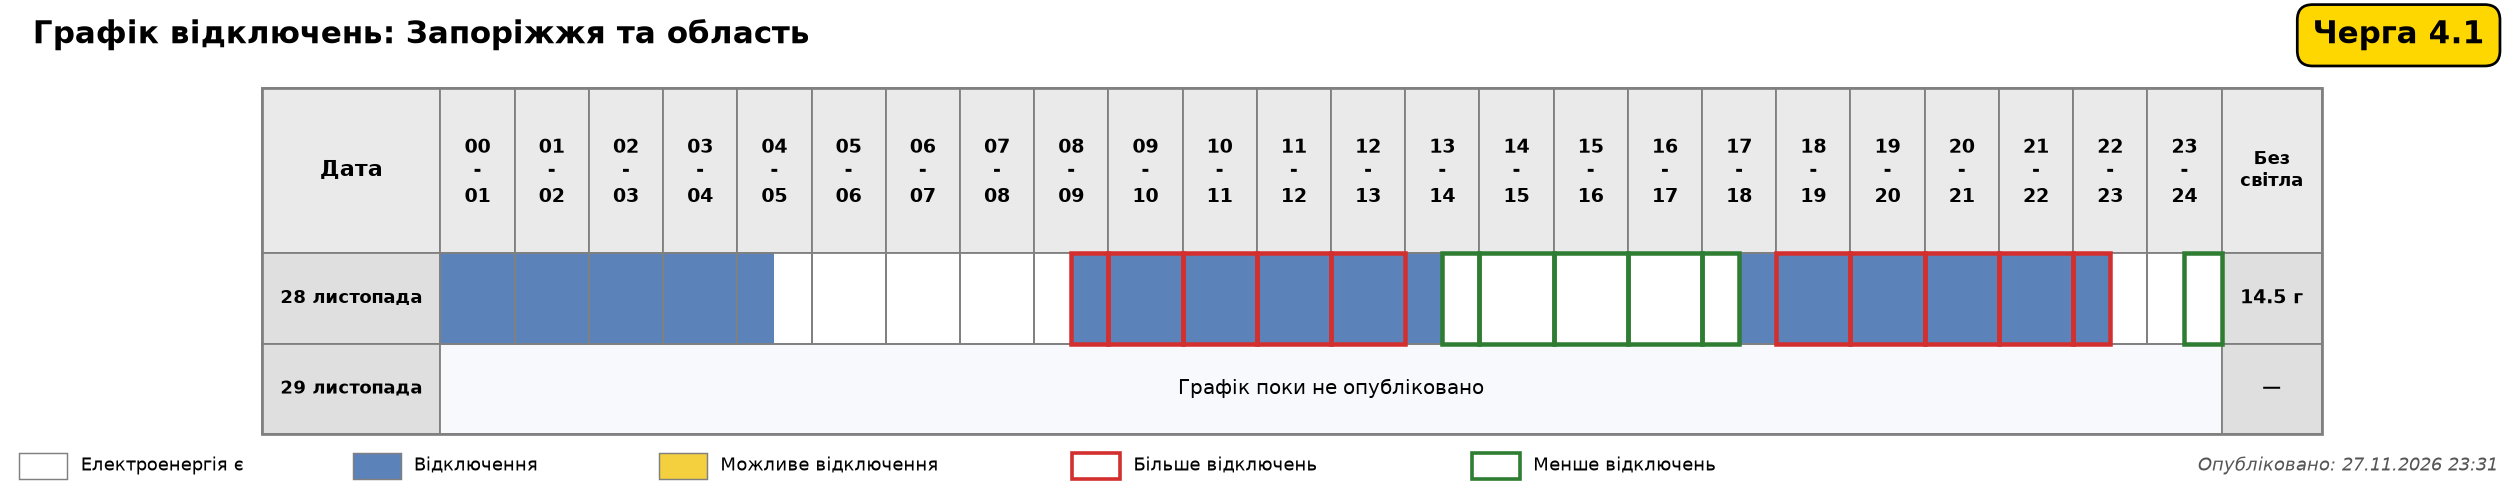 Графік відключень: Запоріжжя та область
Черга 4.1
Дата
00 - 01
01 - 02
02 - 03
03 - 04
04 - 05
05 - 06
06 - 07
07 - 08
08 - 09
09 - 10
10 - 11
11 - 12
12 - 13
13 - 14
14 - 15
15 - 16
16 - 17
17 - 18
18 - 19
19 - 20
20 - 21
21 - 22
22 - 23
23 - 24
Без
світла
28 листопада
14.5 г
29 листопада
Графік поки не опубліковано
—
Електроенергія є
Відключення
Можливе відключення
Більше відключень
Менше відключень
Опубліковано: 27.11.2026 23:31